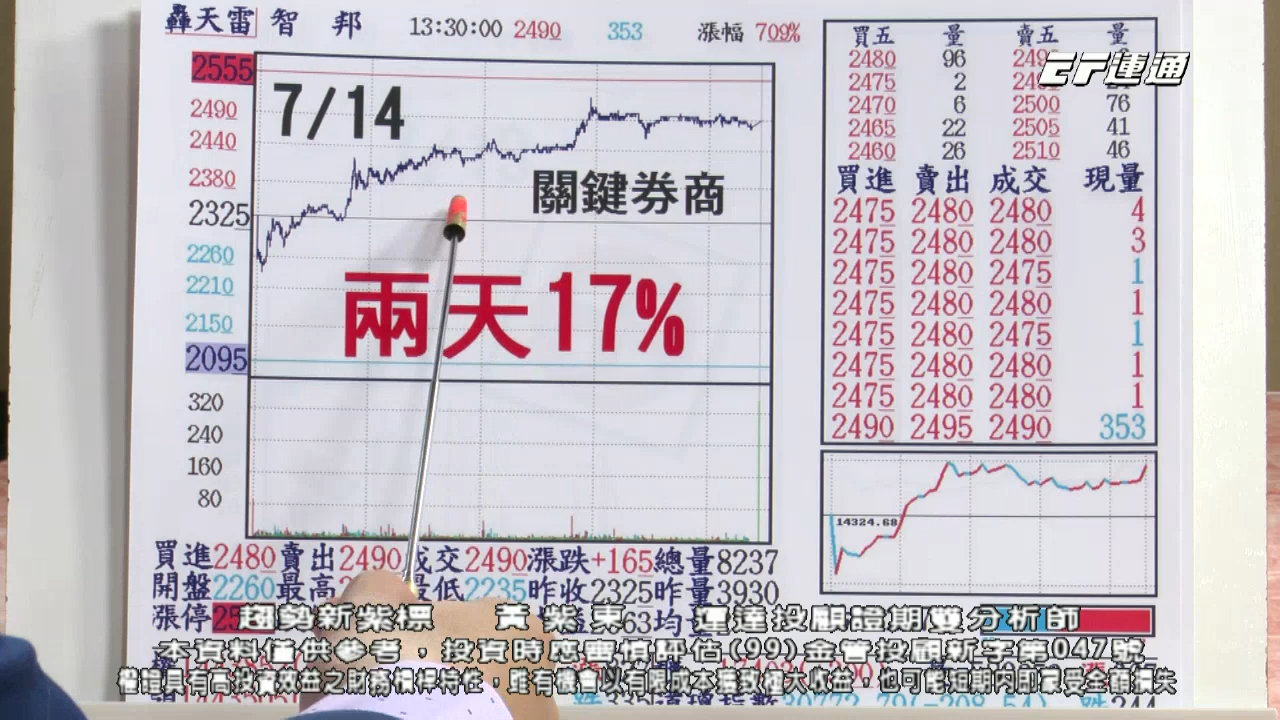 轟天雷 智 邦 13:30:00 2490 353 漲幅 7.09%
EF運通
7/14
關鍵券商
兩天17%
2555
2490
2440
2380
2325
2260
2210
2150
2095
320
240
160
80
買五 量 賣五 量
2480 96
2475 2
2470 6 2500 76
2465 22 2505 41
2460 26 2510 46
買進 賣出 成交 現量
2475 2480 2480 4
2475 2480 2480 3
2475 2480 2475 1
2475 2480 2480 1
2475 2480 2475 1
2475 2480 2480 1
2475 2480 2480 1
2490 2495 2490 353
14324.68
買進2480賣出2490成交2490漲跌+165總量8237
開盤2260最高 最低2235昨收2325昨量3930
漲停
趨勢新紫標 黃紫東 運達投顧證期雙分析師
本資料僅供參考，投資時應審慎評估(99)金管投顧新字第047號
權證具有高投資效益之財務槓桿特性，雖有機會以有限成本獲致極大收益，也可能短期內即蒙受全額損失